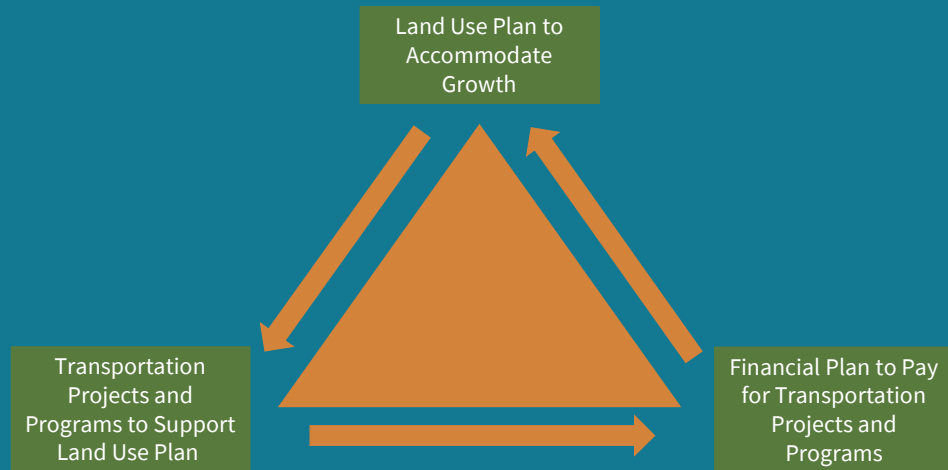 Land Use Plan to
Accommodate
Growth
Transportation
Projects and
Programs to Support
Land Use Plan
Financial Plan to Pay
for Transportation
Projects and
Programs